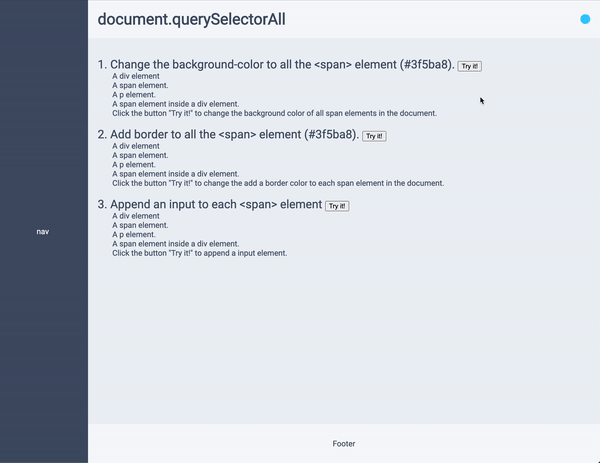 document.querySelectorAll
1. Change the background-color to all the <span> element (#3f5ba8). Try it!
A div element
A span element.
A p element.
A span element inside a div element.
Click the button "Try it!" to change the background color of all span elements in the document.
2. Add border to all the <span> element (#3f5ba8). Try it!
A div element
A span element.
A p element.
A span element inside a div element.
Click the button "Try it!" to change the add a border color to each span element in the document.
3. Append an input to each <span> element Try it!
A div element
A span element.
A p element.
A span element inside a div element.
Click the button "Try it!" to append a input element.
nav
Footer